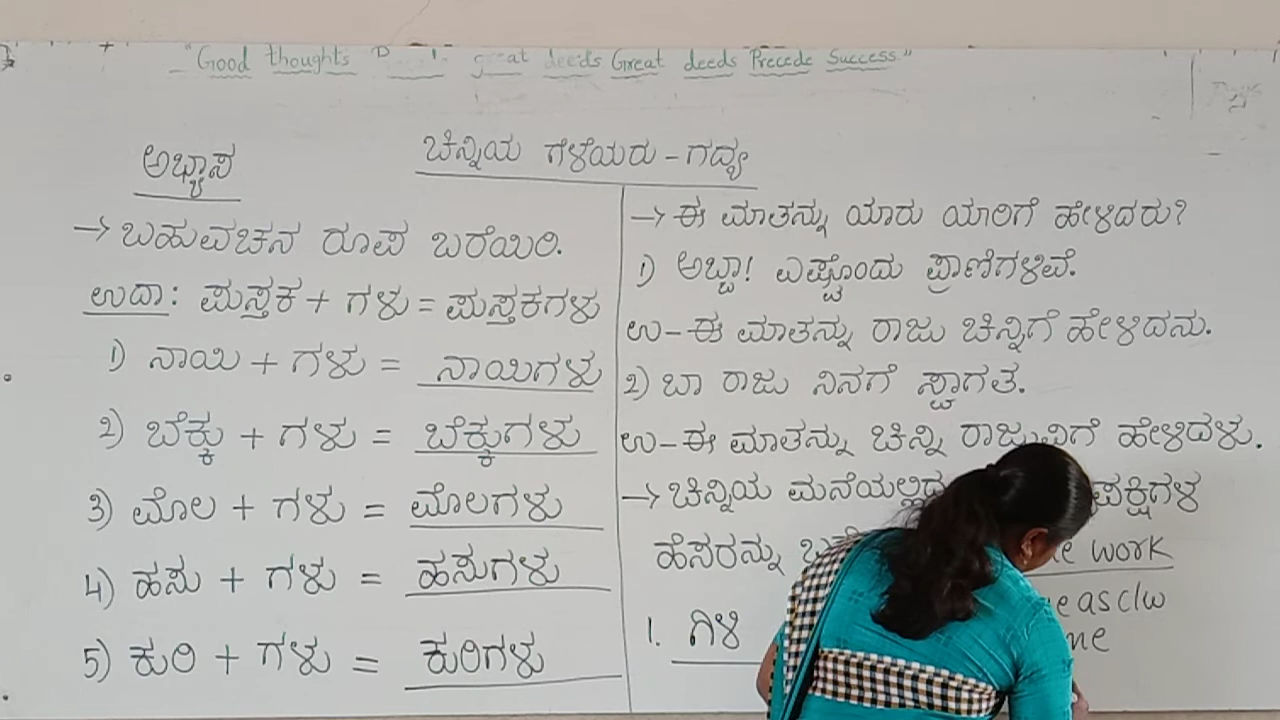 "Good thoughts great deeds Great deeds Precede Success"
ಅಭ್ಯಾಸ
ಚಿನ್ನಿಯ ಗೆಳೆಯರು - ಗದ್ಯ
→ ಬಹುವಚನ ರೂಪ ಬರೆಯಿರಿ.
ಉದಾ: ಪುಸ್ತಕ + ಗಳು = ಪುಸ್ತಕಗಳು
1) ನಾಯಿ + ಗಳು = ನಾಯಿಗಳು
2) ಬೆಕ್ಕು + ಗಳು = ಬೆಕ್ಕುಗಳು
3) ಮೊಲ + ಗಳು = ಮೊಲಗಳು
4) ಹಸು + ಗಳು = ಹಸುಗಳು
5) ಕುರಿ + ಗಳು = ಕುರಿಗಳು
→ ಈ ಮಾತನ್ನು ಯಾರು ಯಾರಿಗೆ ಹೇಳಿದರು?
1) ಅಬ್ಬಾ! ಎಷ್ಟೊಂದು ಪ್ರಾಣಿಗಳಿವೆ.
ಉ - ಈ ಮಾತನ್ನು ರಾಜು ಚಿನ್ನಿಗೆ ಹೇಳಿದನು.
2) ಬಾ ರಾಜು ನಿನಗೆ ಸ್ವಾಗತ.
ಉ - ಈ ಮಾತನ್ನು ಚಿನ್ನಿ ರಾಜುವಿಗೆ ಹೇಳಿದಳು.
→ ಚಿನ್ನಿಯ ಮನೆಯಲ್ಲಿದ್ದ ಪಕ್ಷಿಗಳ
ಹೆಸರನ್ನು
work
1. ಗಿಳಿ
as c/w